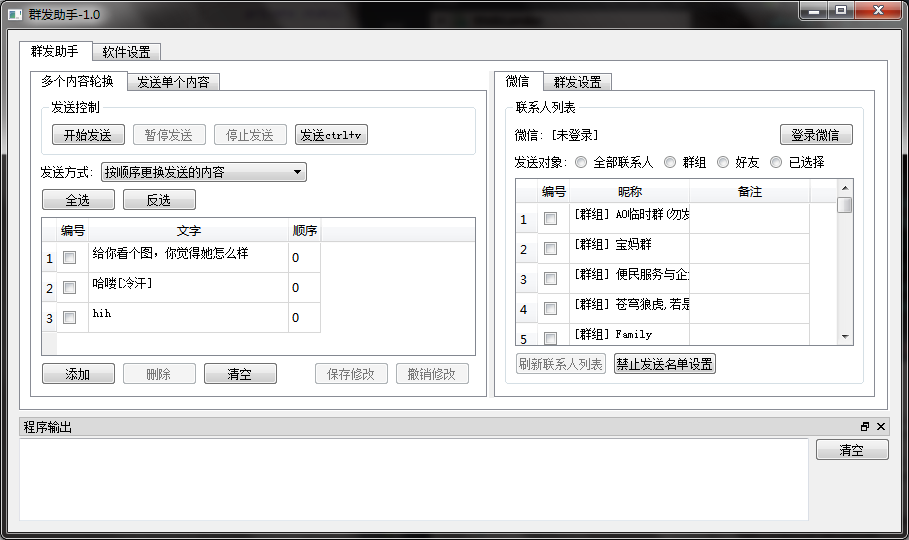 群发助手-1.0
群发助手 软件设置
多个内容轮换 发送单个内容
发送控制
开始发送 暂停发送 停止发送 发送ctrl+v
发送方式: 按顺序更换发送的内容
全选 反选
编号 文字 顺序
1 给你看个图，你觉得她怎么样 0
2 哈喽[冷汗] 0
3 hih 0
添加 删除 清空 保存修改 撤销修改
微信 群发设置
联系人列表
微信: [未登录] 登录微信
发送对象: 全部联系人 群组 好友 已选择
编号 昵称 备注
1 [群组] AO临时群(勿发
2 [群组] 宝妈群
3 [群组] 便民服务与企
4 [群组] 苍穹狼虎,若是
5 [群组] Family
刷新联系人列表 禁止发送名单设置
程序输出
清空